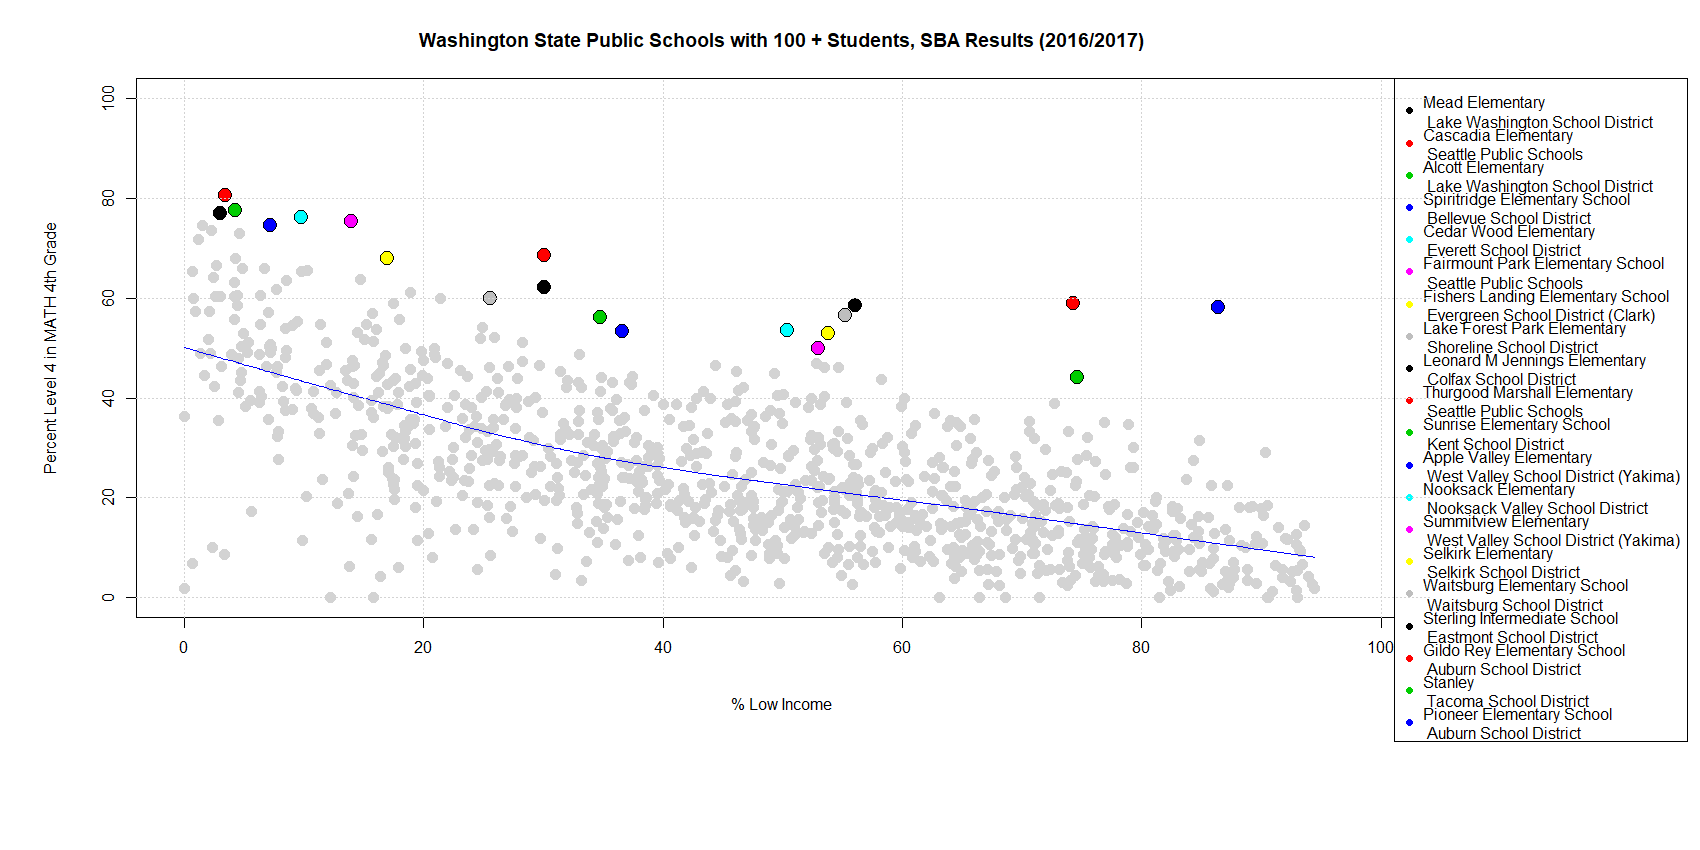 Washington State Public Schools with 100 + Students, SBA Results (2016/2017)
Percent Level 4 in MATH 4th Grade
100
80
60
40
20
0
0
20
40
60
80
100
% Low Income
Mead Elementary
Lake Washington School District
Cascadia Elementary
Seattle Public Schools
Alcott Elementary
Lake Washington School District
Spiritridge Elementary School
Bellevue School District
Cedar Wood Elementary
Everett School District
Fairmount Park Elementary School
Seattle Public Schools
Fishers Landing Elementary School
Evergreen School District (Clark)
Lake Forest Park Elementary
Shoreline School District
Leonard M Jennings Elementary
Colfax School District
Thurgood Marshall Elementary
Seattle Public Schools
Sunrise Elementary School
Kent School District
Apple Valley Elementary
West Valley School District (Yakima)
Nooksack Elementary
Nooksack Valley School District
Summitview Elementary
West Valley School District (Yakima)
Selkirk Elementary
Selkirk School District
Waitsburg Elementary School
Waitsburg School District
Sterling Intermediate School
Eastmont School District
Gildo Rey Elementary School
Auburn School District
Stanley
Tacoma School District
Pioneer Elementary School
Auburn School District